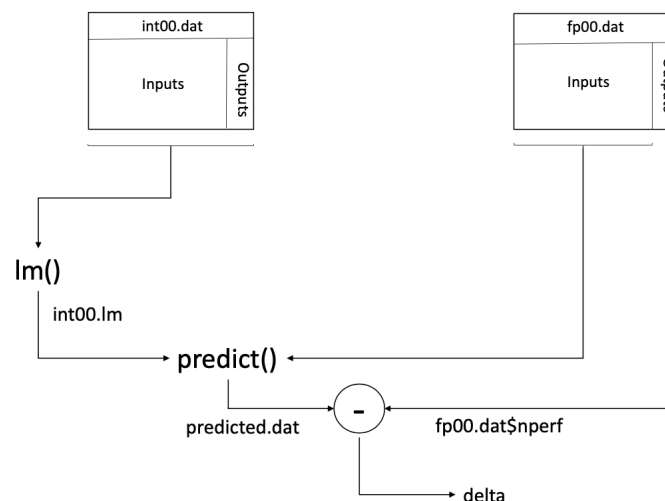 int00.dat
fp00.dat
Inputs
Outputs
Inputs
lm()
int00.lm
predict()
-
predicted.dat
fp00.dat$nperf
delta